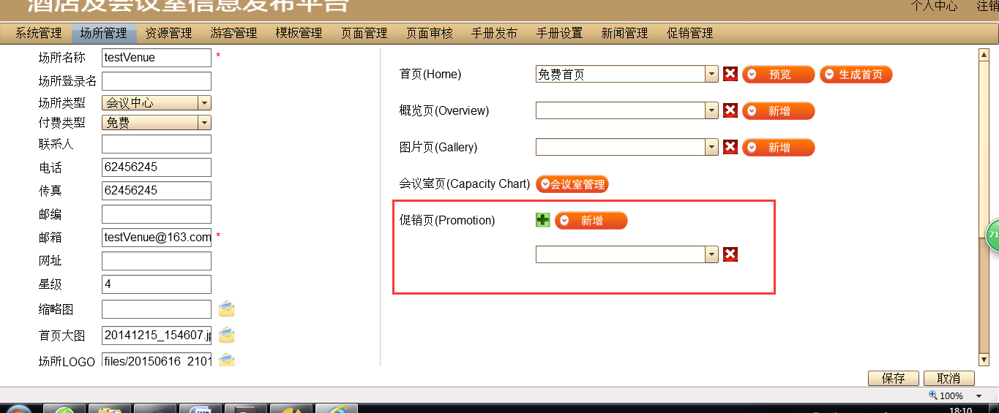 酒店及会议室信息发布平台
个人中心 注销
系统管理 场所管理 资源管理 游客管理 模板管理 页面管理 页面审核 手册发布 手册设置 新闻管理 促销管理
场所名称 testVenue *
场所登录名
场所类型 会议中心
付费类型 免费
联系人
电话 62456245
传真 62456245
邮编
邮箱 testVenue@163.com *
网址
星级 4
缩略图
首页大图 20141215_154607.jp
场所LOGO files/20150616_2101
首页(Home) 免费首页 预览 生成首页
概览页(Overview) 新增
图片页(Gallery) 新增
会议室页(Capacity Chart) 会议室管理
促销页(Promotion) 新增
71
保存 取消
100%
18:10